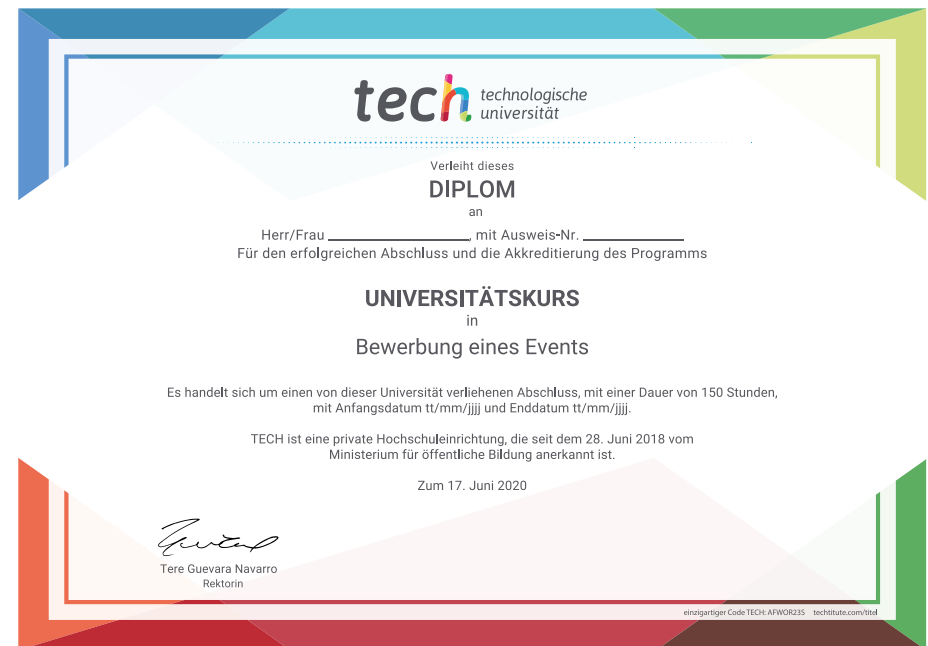 tech technologische
universität
Verleiht dieses
DIPLOM
an
Herr/Frau ____________, mit Ausweis-Nr. ____________
Für den erfolgreichen Abschluss und die Akkreditierung des Programms
UNIVERSITÄTSKURS
in
Bewerbung eines Events
Es handelt sich um einen von dieser Universität verliehenen Abschluss, mit einer Dauer von 150 Stunden,
mit Anfangsdatum tt/mm/jjjj und Enddatum tt/mm/jjjj.
TECH ist eine private Hochschuleinrichtung, die seit dem 28. Juni 2018 vom
Ministerium für öffentliche Bildung anerkannt ist.
Zum 17. Juni 2020
Tere Guevara Navarro
Rektorin
einzigartiger Code TECH: AFWOR23S techtitute.com/titel